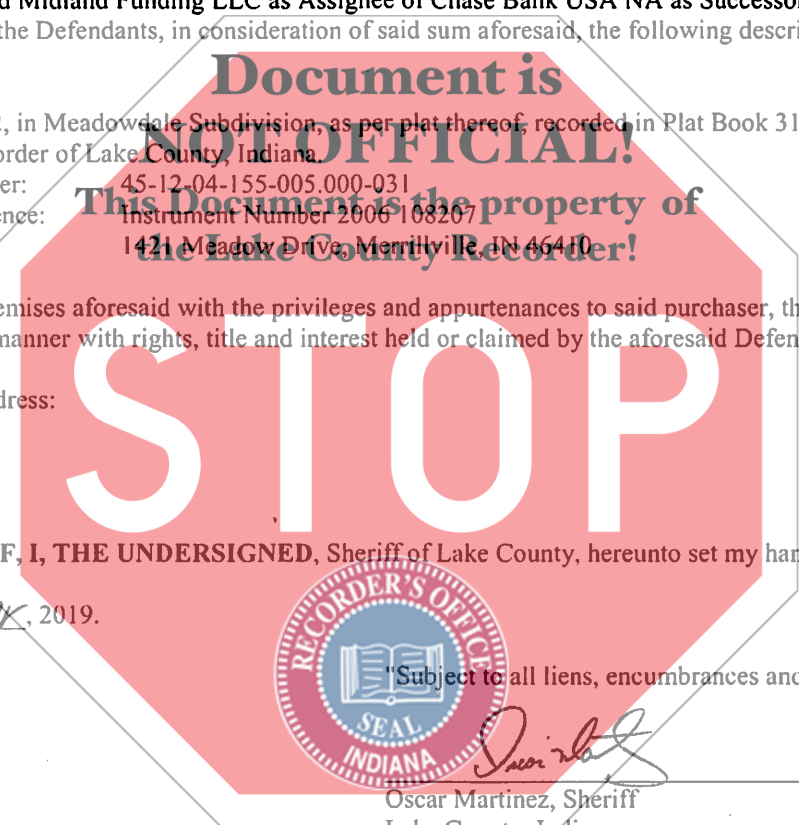 d Midland Funding LLC as Assignee of Chase Bank USA NA as Successor
the Defendants, in consideration of said sum aforesaid, the following descri
Document is
, in Meadowdale Subdivision, as per plat thereof, recorded in Plat Book 31
NOT OFFICIAL!
order of Lake County, Indiana.
er: 45-12-04-155-005.000-031
This Document is the property of
ence: Instrument Number 2006 108207
the Lake County Recorder!
1421 Meadow Drive, Merrillville, IN 46410
emises aforesaid with the privileges and appurtenances to said purchaser, th
manner with rights, title and interest held or claimed by the aforesaid Defen
STOP
dress:
F, I, THE UNDERSIGNED, Sheriff of Lake County, hereunto set my han
, 2019.
RECORDER'S OFFICE
SEAL
INDIANA
"Subject to all liens, encumbrances and
Oscar Martinez, Sheriff